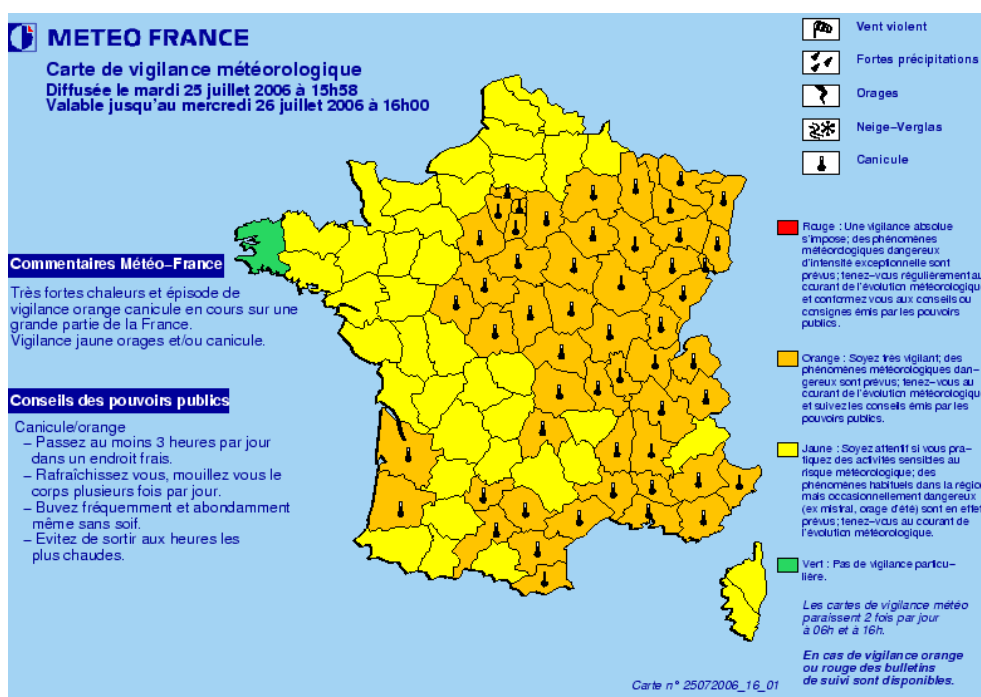 METEO FRANCE
Carte de vigilance météorologique
Diffusée le mardi 25 juillet 2006 à 15h58
Valable jusqu'au mercredi 26 juillet 2006 à 16h00
Commentaires Météo–France
Très fortes chaleurs et épisode de
vigilance orange canicule en cours sur une
grande partie de la France.
Vigilance jaune orages et/ou canicule.
Conseils des pouvoirs publics
Canicule/orange
– Passez au moins 3 heures par jour
dans un endroit frais.
– Rafraîchissez vous, mouillez vous le
corps plusieurs fois par jour.
– Buvez fréquemment et abondamment
même sans soif.
– Evitez de sortir aux heures les
plus chaudes.
Vent violent
Fortes précipitations
Orages
Neige–Verglas
Canicule
Rouge : Une vigilance absolue
s'impose; des phénomènes
météorologiques dangereux
d'intensité exceptionnelle sont
prévus; tenez–vous régulièrement au
courant de l'évolution météorologique
et conformez vous aux conseils ou
consignes émis par les pouvoirs
publics.
Orange : Soyez très vigilant; des
phénomènes météorologiques dan–
gereux sont prévus; tenez–vous au
courant de l'évolution météorologique
et suivez les conseils émis par les
pouvoirs publics.
Jaune : Soyez attentif si vous pra–
tiquez des activités sensibles au
risque météorologique; des
phénomènes habituels dans la région
mais occasionnellement dangereux
(ex mistral, orage d'été) sont en effet
prévus; tenez–vous au courant de
l'évolution météorologique.
Vert : Pas de vigilance particu–
lière.
Les cartes de vigilance météo
paraissent 2 fois par jour
à 06h et à 16h.
En cas de vigilance orange
ou rouge des bulletins
de suivi sont disponibles.
Carte n° 25072006_16_01